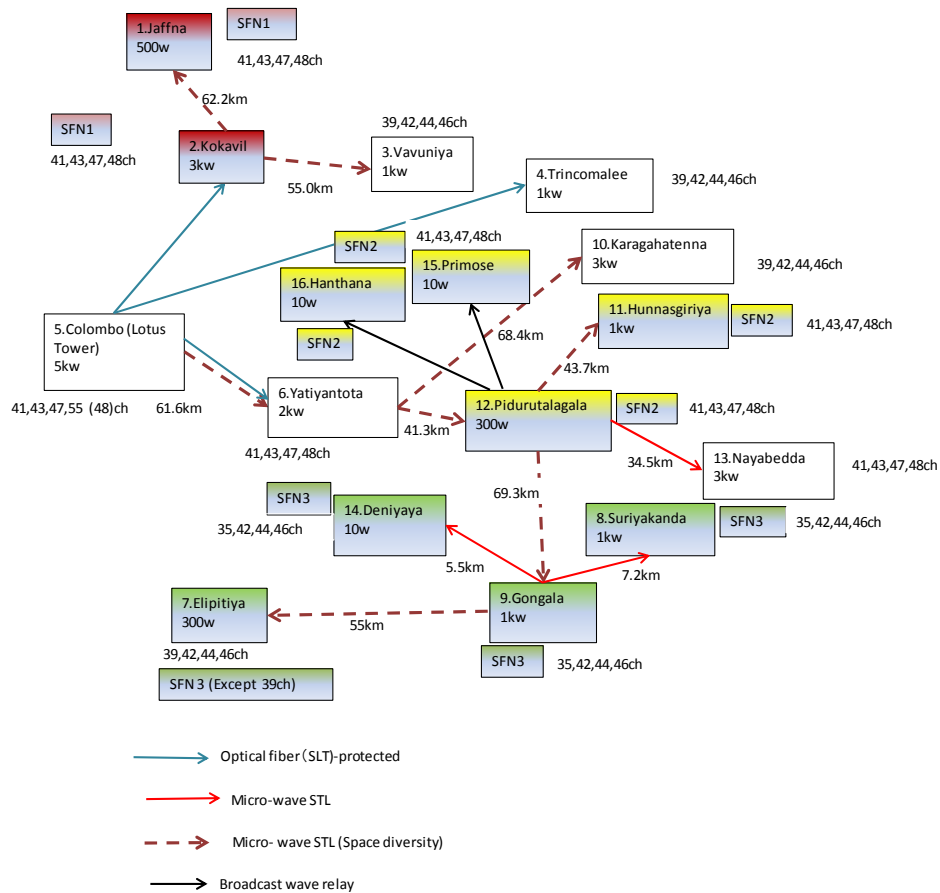 1.Jaffna
500w
SFN1
41,43,47,48ch
62.2km
SFN1
41,43,47,48ch
2.Kokavil
3kw
55.0km
39,42,44,46ch
3.Vavuniya
1kw
4.Trincomalee
1kw
39,42,44,46ch
SFN2
41,43,47,48ch
16.Hanthana
10w
15.Primose
10w
SFN2
10.Karagahatenna
3kw
39,42,44,46ch
11.Hunnasgiriya
1kw
SFN2
41,43,47,48ch
68.4km
43.7km
5.Colombo (Lotus
Tower)
5kw
41,43,47,55 (48)ch
61.6km
6.Yatiyantota
2kw
41,43,47,48ch
41.3km
12.Pidurutalagala
300w
SFN2
41,43,47,48ch
34.5km
13.Nayabedda
3kw
41,43,47,48ch
69.3km
SFN3
35,42,44,46ch
14.Deniyaya
10w
5.5km
8.Suriyakanda
1kw
SFN3
35,42,44,46ch
7.2km
7.Elipitiya
300w
39,42,44,46ch
SFN3 (Except 39ch)
55km
9.Gongala
1kw
SFN3
35,42,44,46ch
Optical fiber（SLT)-protected
Micro-wave STL
Micro- wave STL (Space diversity)
Broadcast wave relay